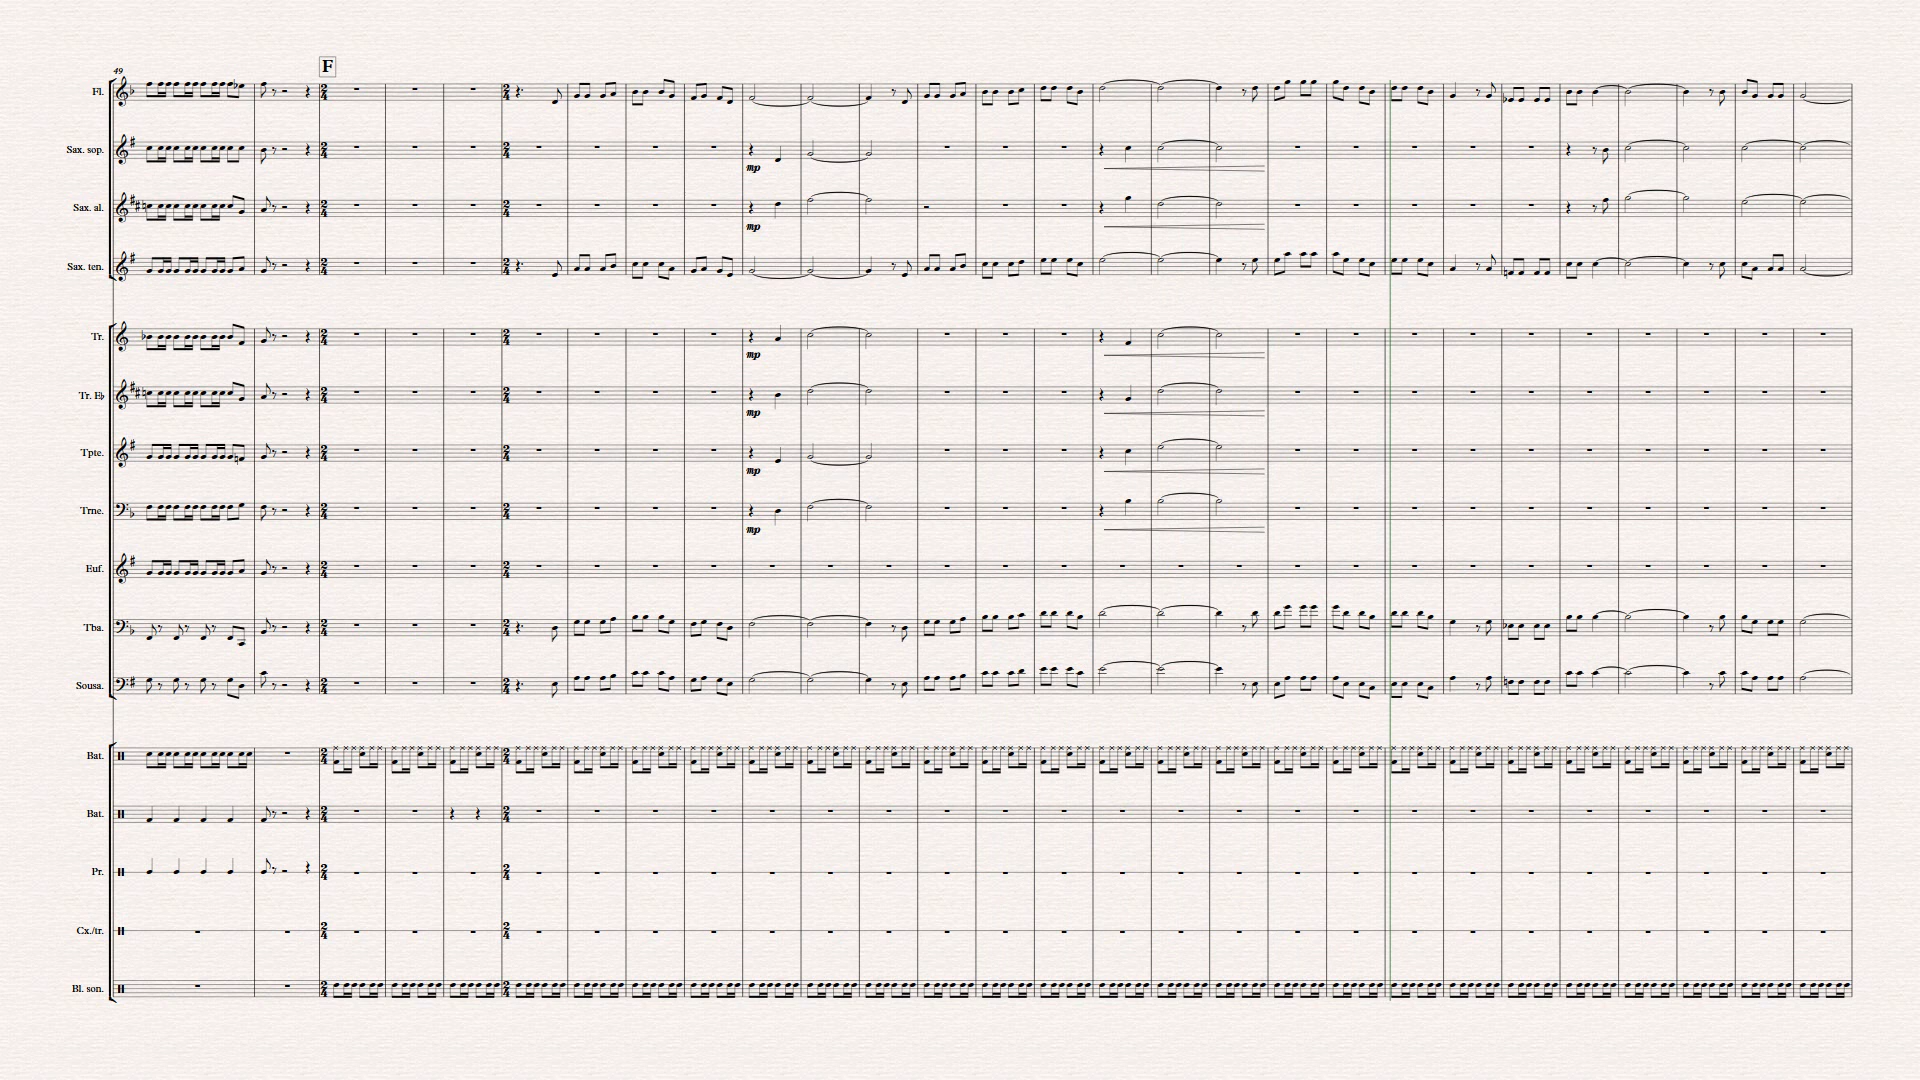 49
F
Fl.
Sax. sop.
mp
Sax. al.
mp
Sax. ten.
Tr.
mp
Tr. E♭
mp
Tpte.
mp
Trne.
mp
Euf.
Tba.
Sousa.
Bat.
Bat.
Pr.
Cx./tr.
Bl. son.